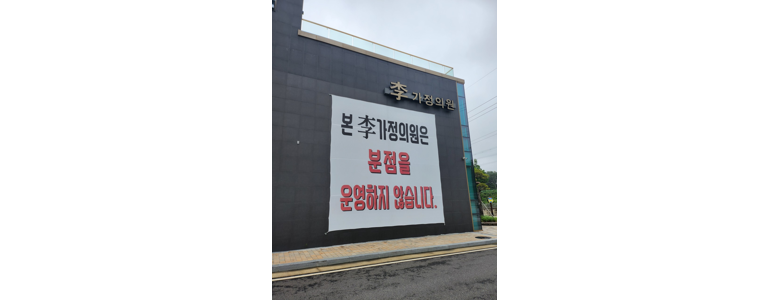 李 가정의원
본 李가정의원은
분점을
운영하지 않습니다.